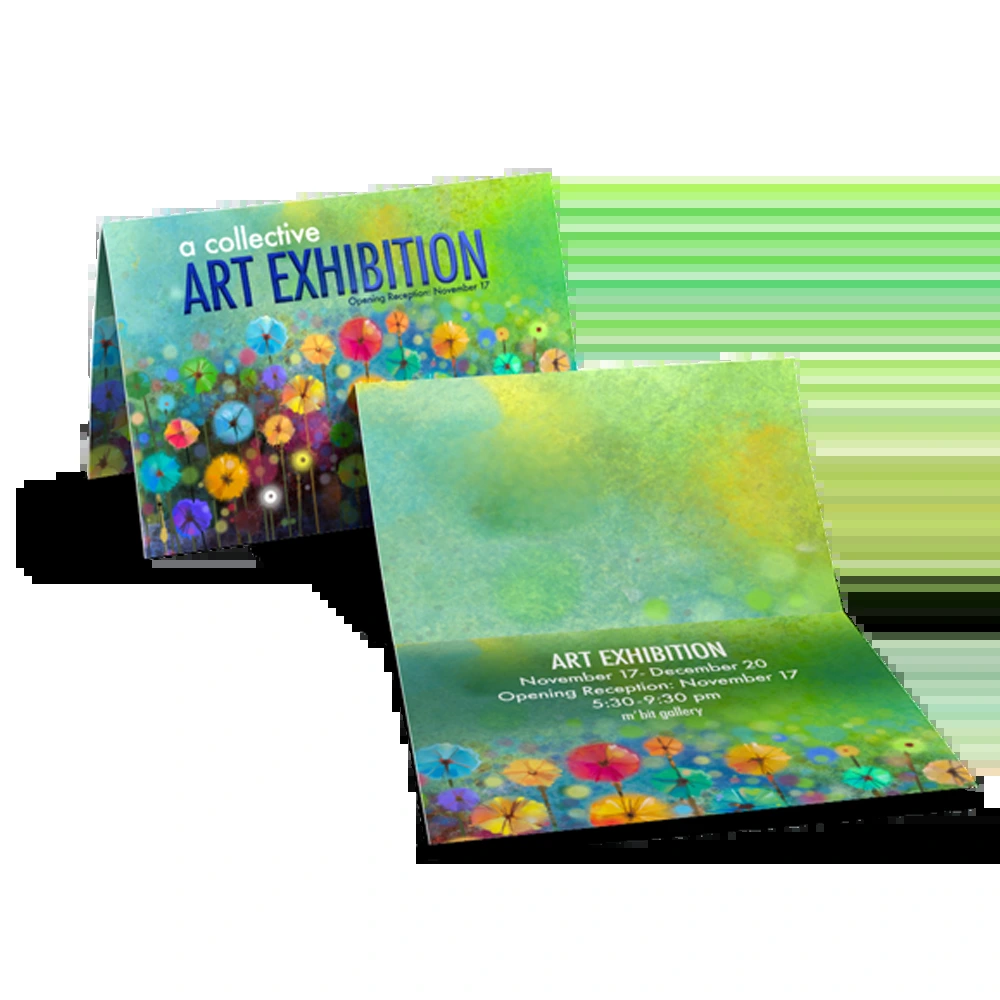 a collective
ART EXHIBITION
Opening Reception: November 17
ART EXHIBITION
November 17- December 20
Opening Reception: November 17
5:30-9:30 pm
m'bit gallery